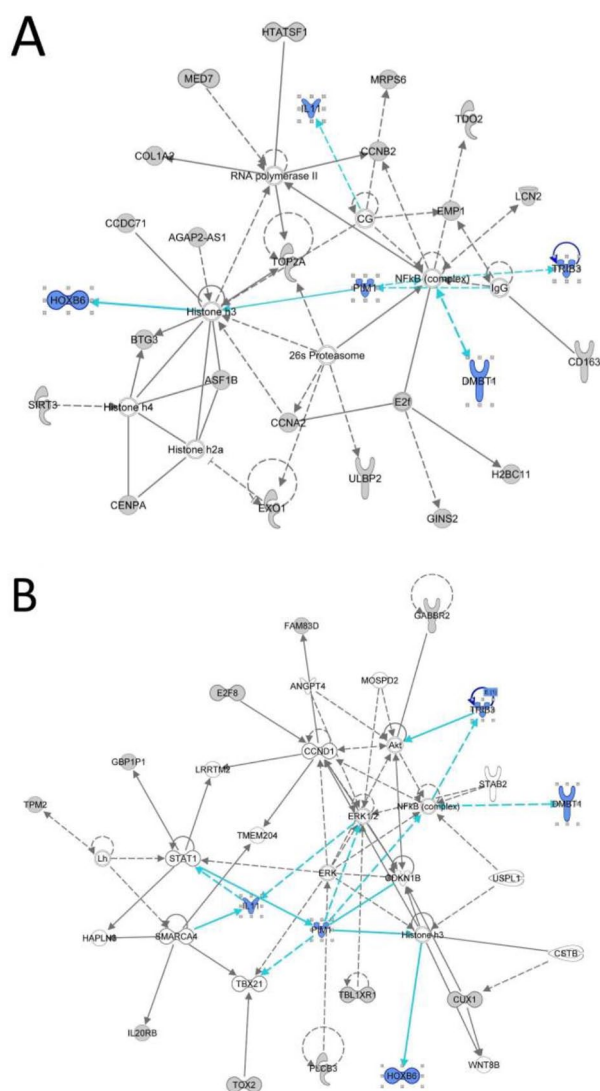 A
HTATSF1
MED7
MRPS6
IL11
TDO2
COL1A2
CCNB2
RNA polymerase II
LCN2
CG
EMP1
CCDC71
AGAP2-AS1
TOP2A
NFkB (complex)
TRIB3
PIM1
IgG
HOXB6
Histone h3
BTG3
26s Proteasome
CD163
ASF1B
DMBT1
SIRT3
Histone h4
E2f
CCNA2
Histone h2a
ULBP2
H2BC11
CENPA
EXO1
GINS2
B
GABBR2
FAM83D
ANGPT4
MOSPD2
E2F8
TRIB3
CCND1
Akt
GBP1P1
LRRTM2
STAB2
NFkB (complex)
DMBT1
TPM2
ERK1/2
TMEM204
Lh
STAT1
ERK
CDKN1B
USPL1
IL11
PIM1
HAPLN3
SMARCA4
Histone h3
CSTB
TBX21
TBL1XR1
CUX1
IL20RB
PLCB3
WNT8B
TOX2
HOXB6